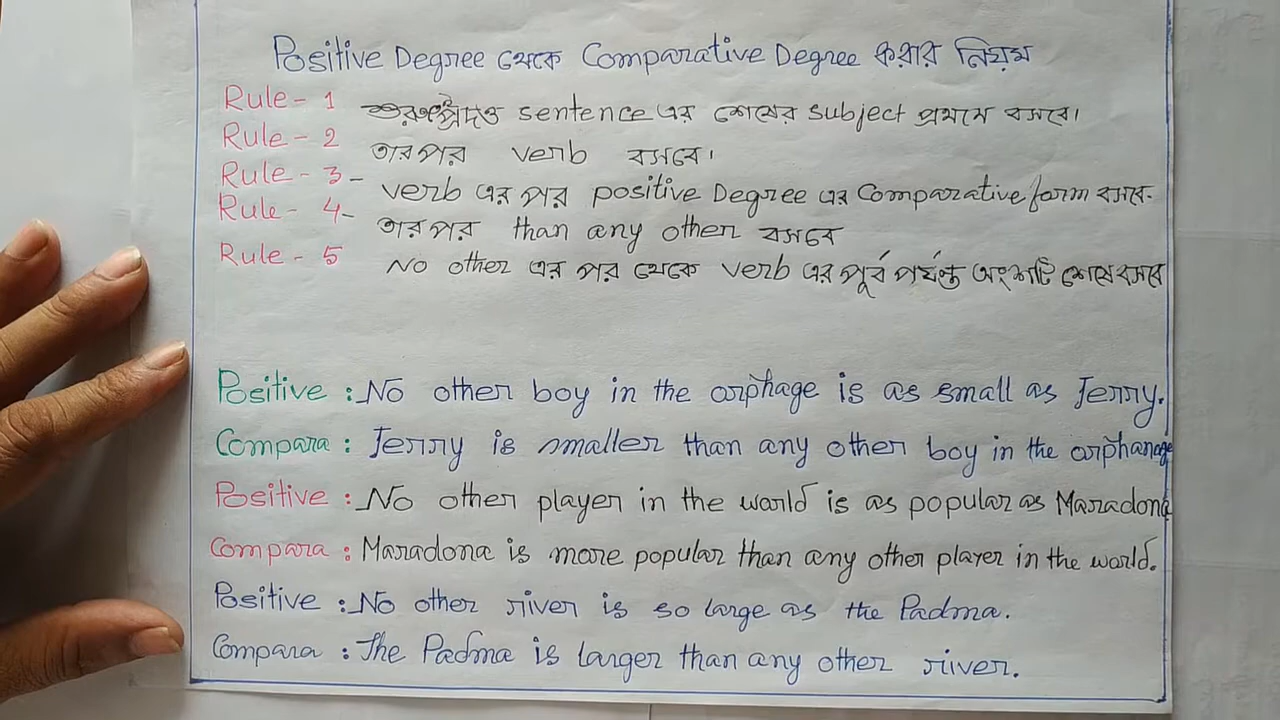 Positive Degree থেকে Comparative Degree করার নিয়ম
Rule - 1 প্রদত্ত sentence এর শেষের subject প্রথমে বসবে।
Rule - 2 তারপর verb বসবে।
Rule - 3 - verb এর পর positive Degree এর Comparative form বসবে-
Rule - 4 - তারপর than any other বসবে
Rule - 5 No other এর পর থেকে verb এর পূর্ব পর্যন্ত অংশটি শেষে বসবে
Positive : No other boy in the orphage is as small as Jerry.
Compara : Jerry is smaller than any other boy in the orphanage
Positive : No other player in the world is as popular as Maradona
Compara : Maradona is more popular than any other player in the world.
Positive : No other river is so large as the Padma.
Compara : The Padma is larger than any other river.